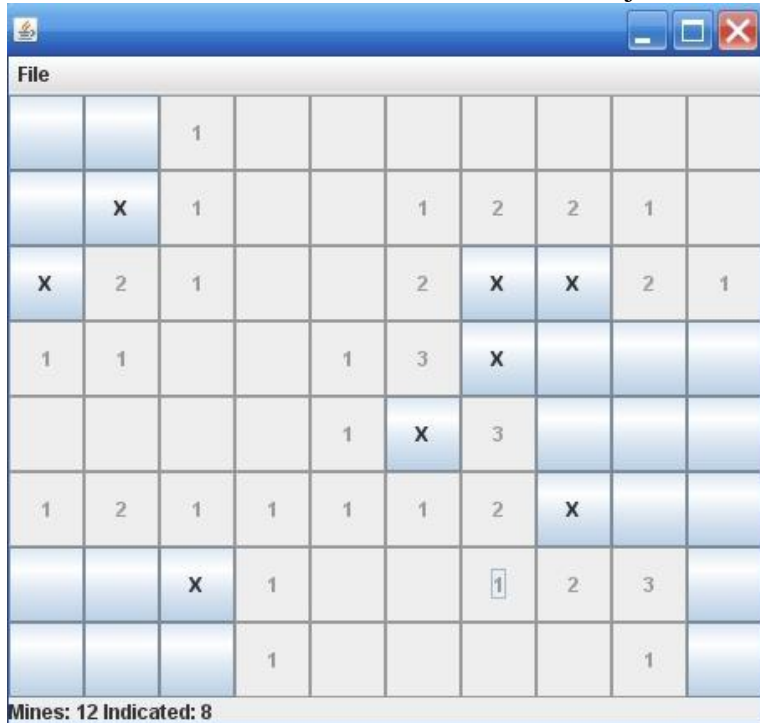 File
1
X 1 1 2 2 1
X 2 1 2 X X 2 1
1 1 1 3 X
1 X 3
1 2 1 1 1 1 2 X
X 1 1 2 3
1 1
Mines: 12 Indicated: 8